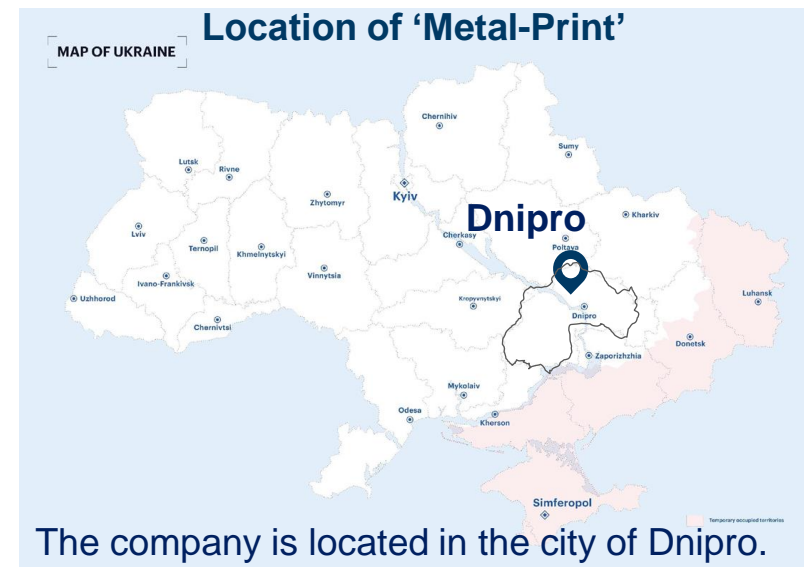 Location of ‘Metal-Print’
MAP OF UKRAINE
Chernihiv
Sumy
Lutsk
Rivne
Kyiv
Zhytomyr
Dnipro
Kharkiv
Lviv
Ternopil
Khmelnytskyi
Cherkasy
Poltava
Vinnytsia
Ivano-Frankivsk
Uzhhorod
Chernivtsi
Kropyvnytskyi
Dnipro
Luhansk
Donetsk
Zaporizhzhia
Mykolaiv
Odesa
Kherson
Simferopol
Temporary occupied territories
The company is located in the city of Dnipro.